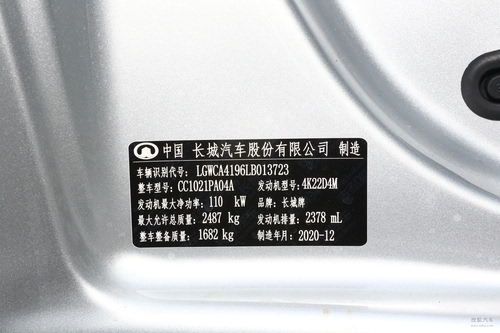 中国 长城汽车股份有限公司 制造
车辆识别代号: LGWCA4196LB013723
整车型号: CC1021PA04A 发动机型号: 4K22D4M
发动机最大净功率: 110 kW 品牌: 长城牌
最大允许总质量: 2487 kg 发动机排量: 2378 mL
整车整备质量: 1682 kg 制造年月: 2020-12